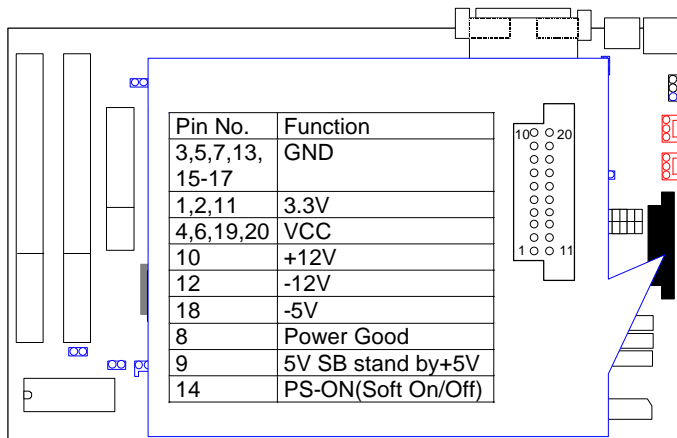 Pin No. Function
3,5,7,13, GND
15-17
1,2,11 3.3V
4,6,19,20 VCC
10 +12V
12 -12V
18 -5V
8 Power Good
9 5V SB stand by+5V
14 PS-ON(Soft On/Off)
10 20
1 11